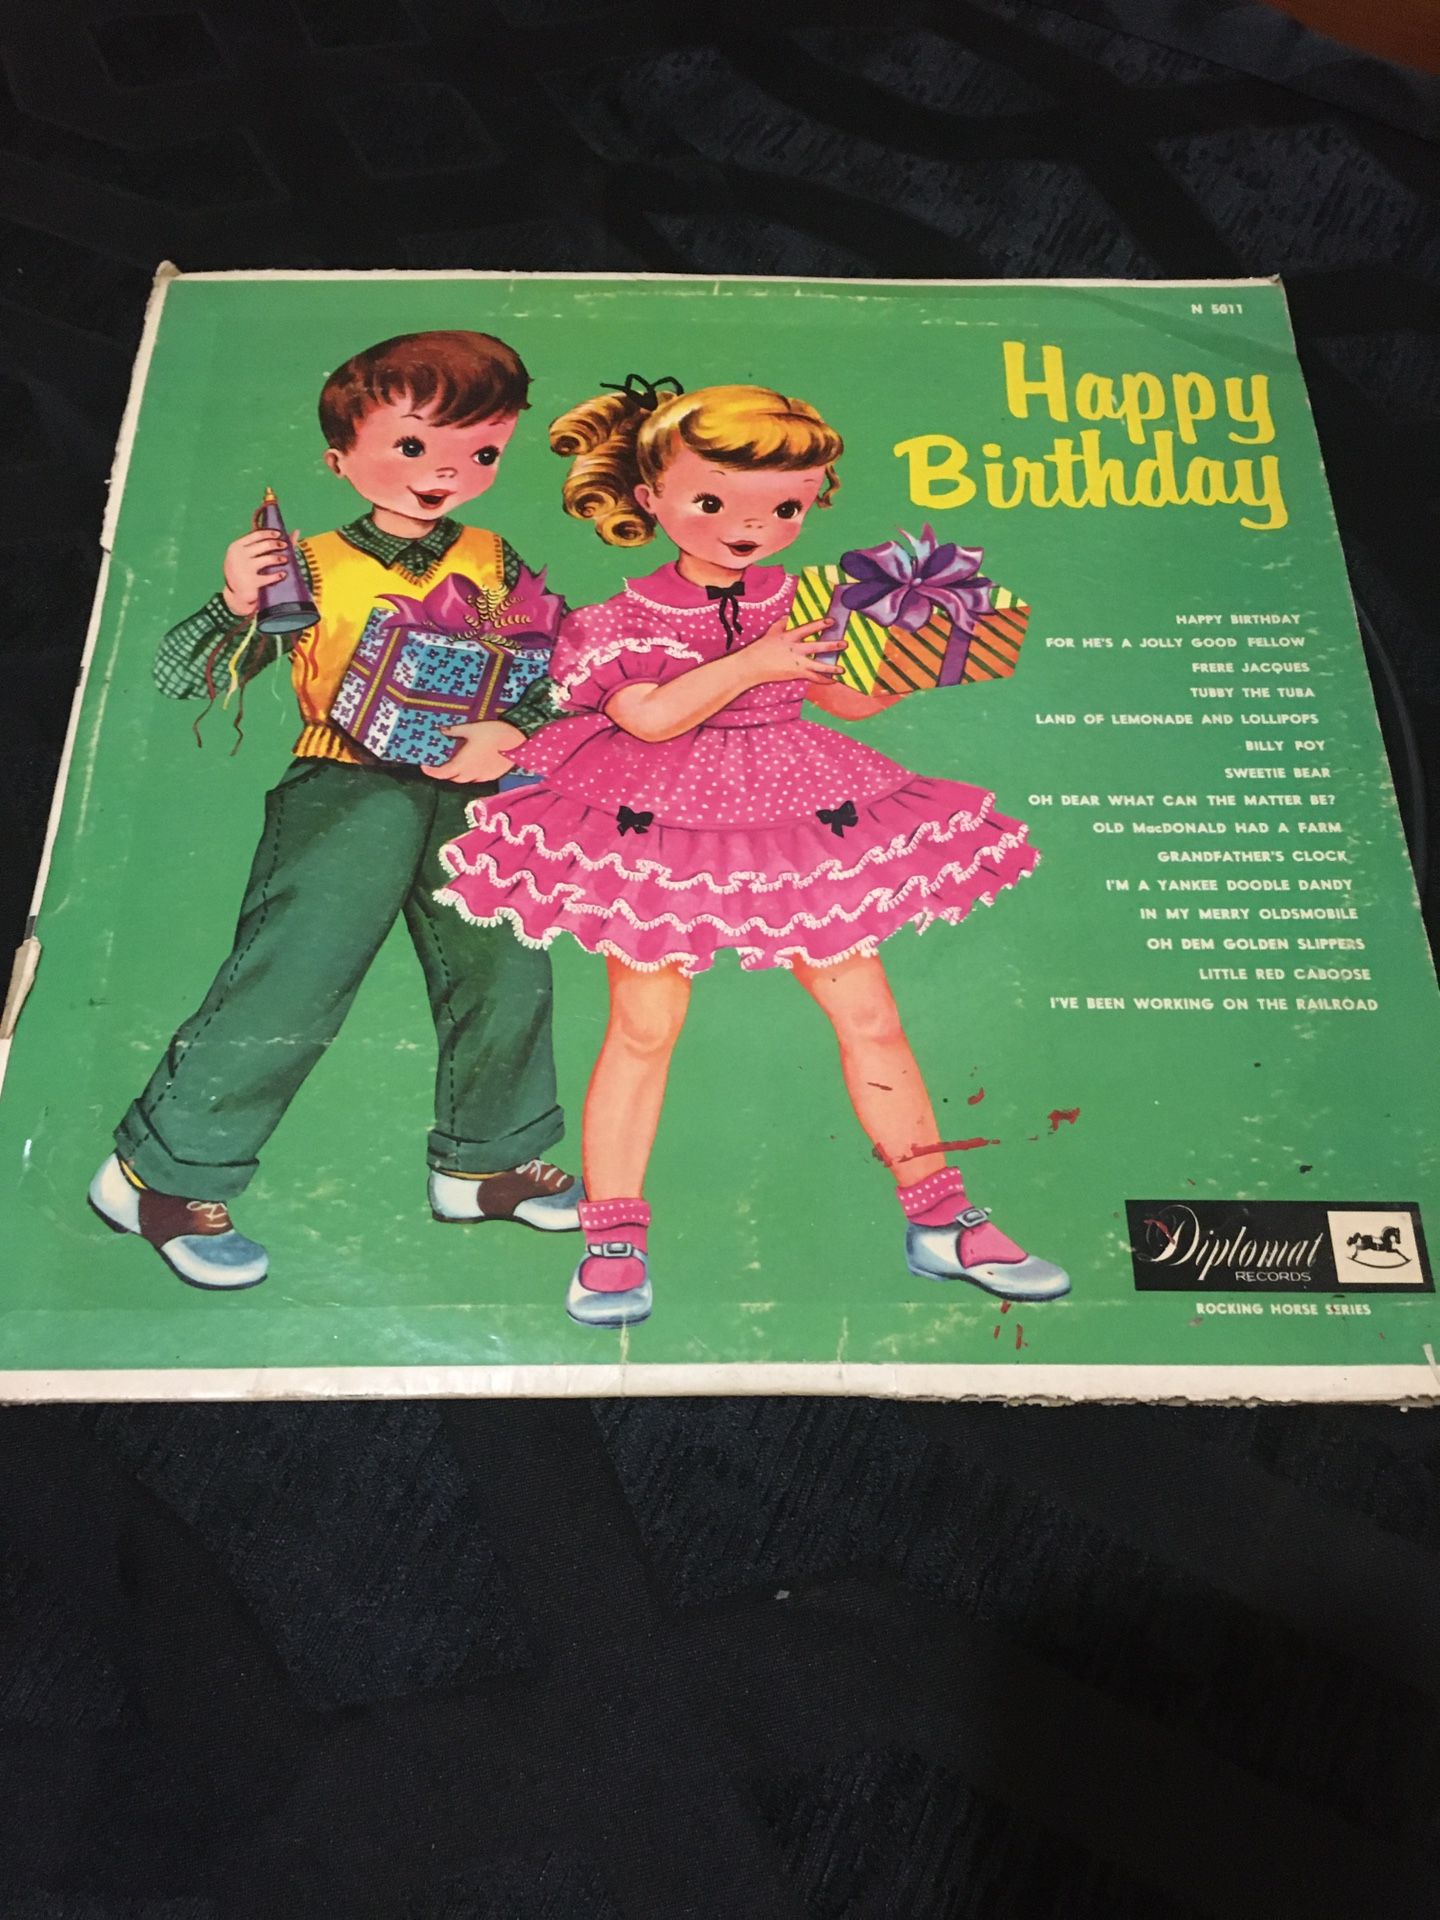 N 5011
Happy
Birthday
HAPPY BIRTHDAY
FOR HE'S A JOLLY GOOD FELLOW
FRERE JACQUES
TUBBY THE TUBA
LAND OF LEMONADE AND LOLLIPOPS
BILLY BOY
SWEETIE BEAR
OH DEAR WHAT CAN THE MATTER BE?
OLD MacDONALD HAD A FARM
GRANDFATHER'S CLOCK
I'M A YANKEE DOODLE DANDY
IN MY MERRY OLDSMOBILE
OH DEM GOLDEN SLIPPERS
LITTLE RED CABOOSE
I'VE BEEN WORKING ON THE RAILROAD
Diplomat
RECORDS
ROCKING HORSE SERIES